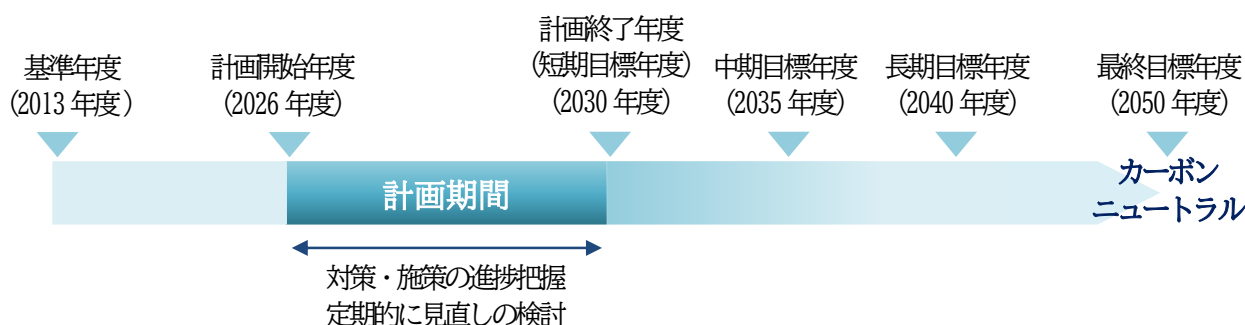 基準年度
(2013 年度)
計画開始年度
(2026 年度)
計画終了年度
(短期目標年度)
(2030 年度)
中期目標年度
(2035 年度)
長期目標年度
(2040 年度)
最終目標年度
(2050 年度)
計画期間
カーボン
ニュートラル
対策・施策の進捗把握
定期的に見直しの検討